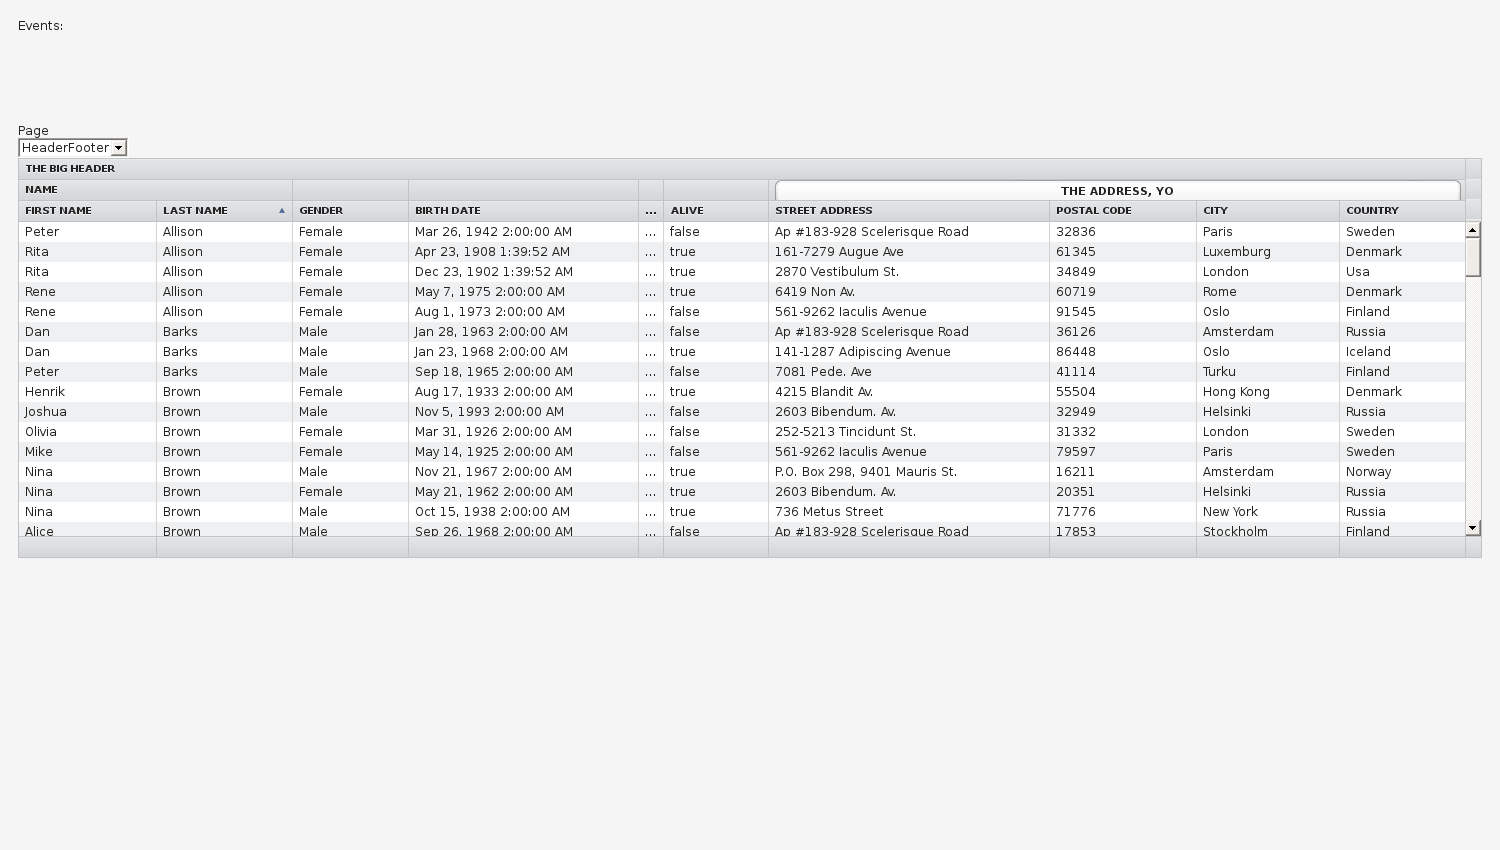 Events:
Page
HeaderFooter
THE BIG HEADER
NAME THE ADDRESS, YO
FIRST NAME LAST NAME GENDER BIRTH DATE ... ALIVE STREET ADDRESS POSTAL CODE CITY COUNTRY
Peter Allison Female Mar 26, 1942 2:00:00 AM ... false Ap #183-928 Scelerisque Road 32836 Paris Sweden
Rita Allison Female Apr 23, 1908 1:39:52 AM ... true 161-7279 Augue Ave 61345 Luxemburg Denmark
Rita Allison Female Dec 23, 1902 1:39:52 AM ... true 2870 Vestibulum St. 34849 London Usa
Rene Allison Female May 7, 1975 2:00:00 AM ... true 6419 Non Av. 60719 Rome Denmark
Rene Allison Female Aug 1, 1973 2:00:00 AM ... false 561-9262 Iaculis Avenue 91545 Oslo Finland
Dan Barks Male Jan 28, 1963 2:00:00 AM ... false Ap #183-928 Scelerisque Road 36126 Amsterdam Russia
Dan Barks Male Jan 23, 1968 2:00:00 AM ... true 141-1287 Adipiscing Avenue 86448 Oslo Iceland
Peter Barks Male Sep 18, 1965 2:00:00 AM ... false 7081 Pede. Ave 41114 Turku Finland
Henrik Brown Female Aug 17, 1933 2:00:00 AM ... true 4215 Blandit Av. 55504 Hong Kong Denmark
Joshua Brown Male Nov 5, 1993 2:00:00 AM ... false 2603 Bibendum. Av. 32949 Helsinki Russia
Olivia Brown Female Mar 31, 1926 2:00:00 AM ... false 252-5213 Tincidunt St. 31332 London Sweden
Mike Brown Female May 14, 1925 2:00:00 AM ... false 561-9262 Iaculis Avenue 79597 Paris Sweden
Nina Brown Male Nov 21, 1967 2:00:00 AM ... true P.O. Box 298, 9401 Mauris St. 16211 Amsterdam Norway
Nina Brown Female May 21, 1962 2:00:00 AM ... true 2603 Bibendum. Av. 20351 Helsinki Russia
Nina Brown Male Oct 15, 1938 2:00:00 AM ... true 736 Metus Street 71776 New York Russia
Alice Brown Male Sep 26, 1968 2:00:00 AM ... false Ap #183-928 Scelerisque Road 17853 Stockholm Finland